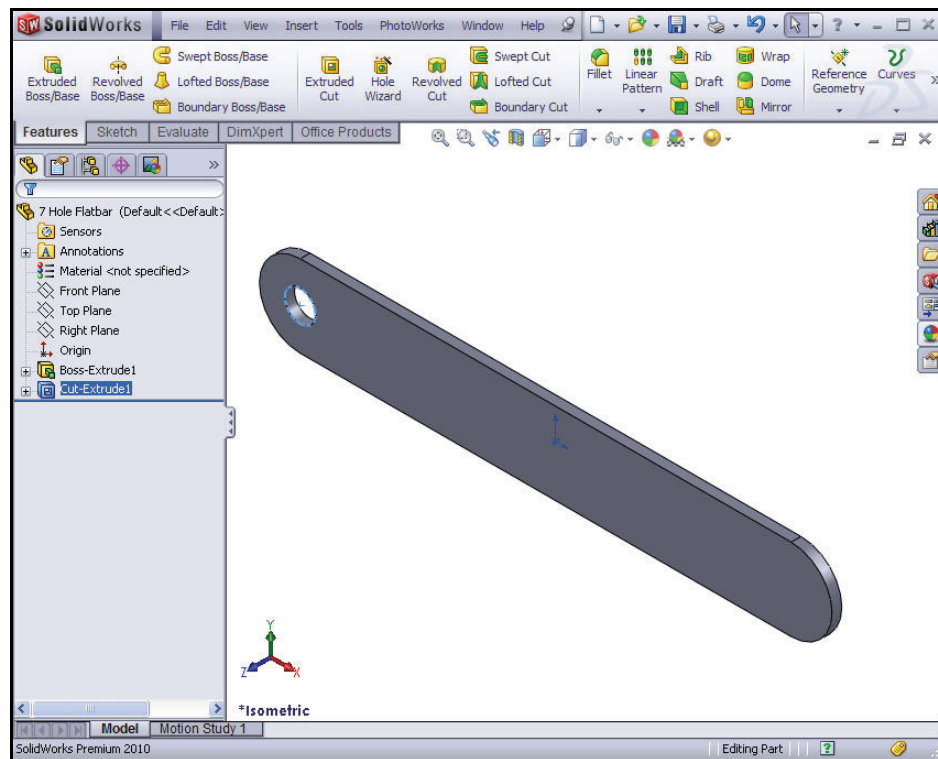 SW SolidWorks File Edit View Insert Tools PhotoWorks Window Help
Extruded Boss/Base
Revolved Boss/Base
Swept Boss/Base
Lofted Boss/Base
Boundary Boss/Base
Extruded Cut
Hole Wizard
Revolved Cut
Swept Cut
Lofted Cut
Boundary Cut
Fillet
Linear Pattern
Rib
Draft
Shell
Wrap
Dome
Mirror
Reference Geometry
Curves
Features Sketch Evaluate DimXpert Office Products
7 Hole Flatbar (Default<<Default>
Sensors
A Annotations
Material <not specified>
Front Plane
Top Plane
Right Plane
Origin
Boss-Extrude1
Cut-Extrude1
Y
Z X
*Isometric
Model Motion Study 1
SolidWorks Premium 2010 Editing Part ?